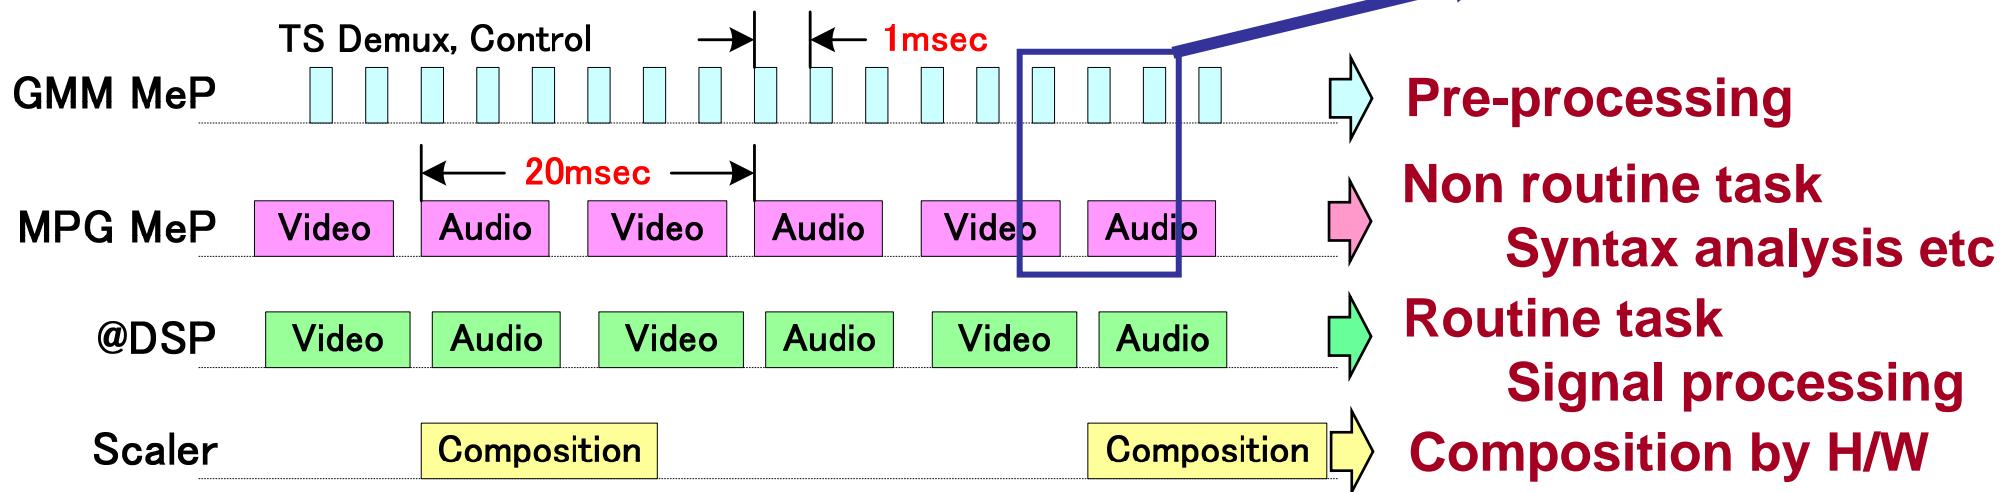 TS Demux, Control
1msec
GMM MeP
Pre-processing
20msec
MPG MeP
Video
Audio
Video
Audio
Video
Audio
Non routine task
Syntax analysis etc
@DSP
Video
Audio
Video
Audio
Video
Audio
Routine task
Signal processing
Scaler
Composition
Composition
Composition by H/W